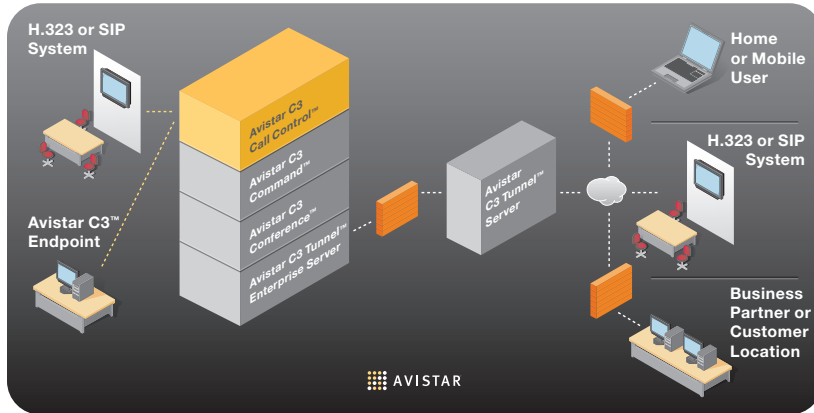 H.323 or SIP
System
Avistar C3™
Endpoint
Avistar C3
Call Control™
Avistar C3
Command™
Avistar C3
Conference™
Avistar C3 Tunnel™
Enterprise Server
Avistar
C3 Tunnel™
Server
Home
or Mobile
User
H.323 or SIP
System
Business
Partner or
Customer
Location
AVISTAR